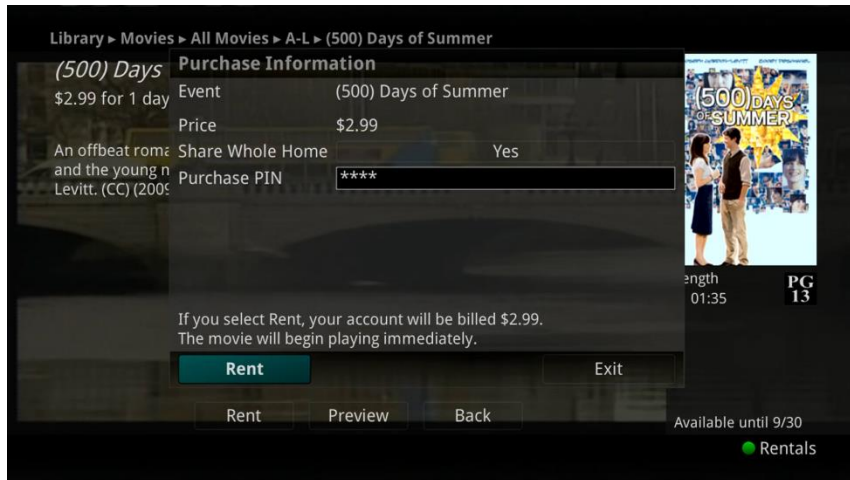 Library ▸ Movies ▸ All Movies ▸ A-L ▸ (500) Days of Summer
(500) Days
$2.99 for 1 day
An offbeat roma
and the young n
Levitt. (CC) (2009
Purchase Information
Event (500) Days of Summer
Price $2.99
Share Whole Home Yes
Purchase PIN ****
If you select Rent, your account will be billed $2.99.
The movie will begin playing immediately.
Rent Exit
(500) DAYS
OF SUMMER
ength
01:35
PG
13
Rent Preview Back
Available until 9/30
Rentals